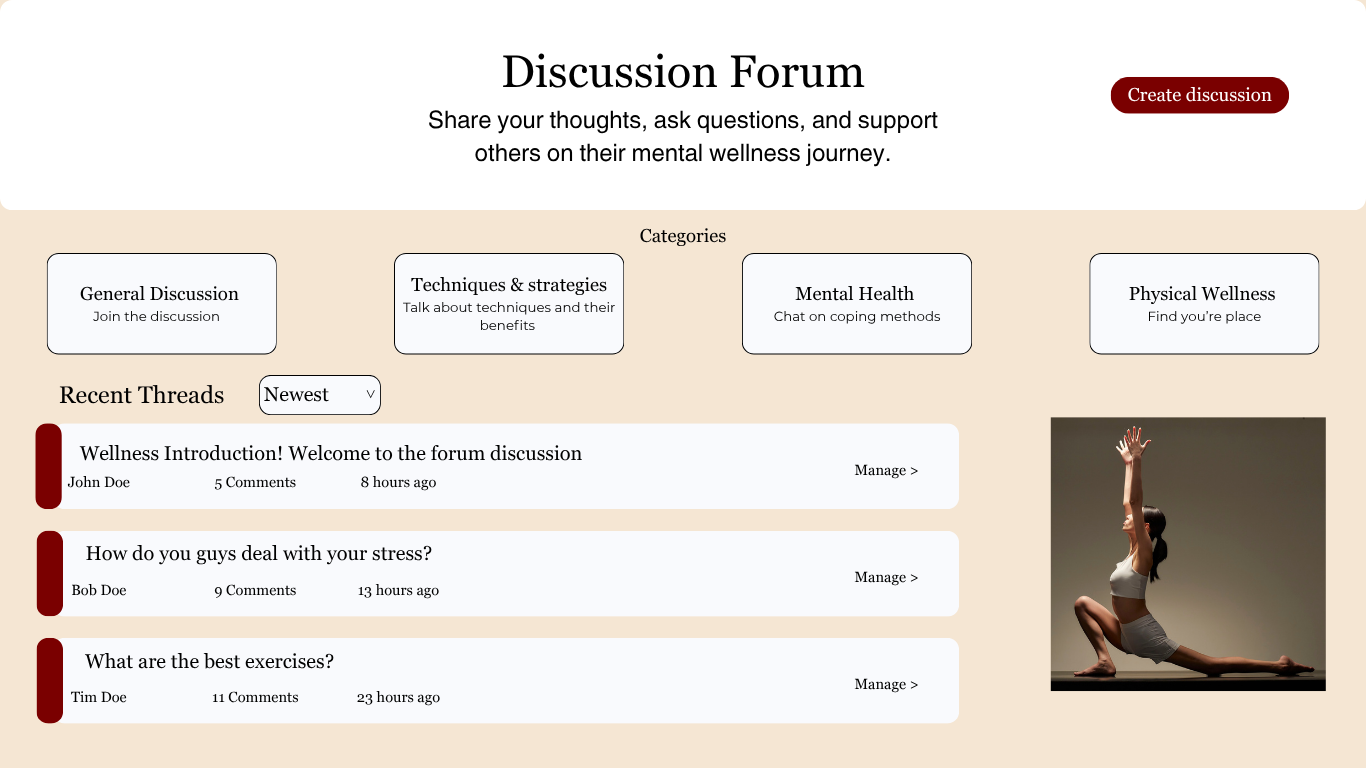 Discussion Forum
Share your thoughts, ask questions, and support
others on their mental wellness journey.
Create discussion
Categories
General Discussion
Join the discussion
Techniques & strategies
Talk about techniques and their
benefits
Mental Health
Chat on coping methods
Physical Wellness
Find you’re place
Recent Threads
Newest
Wellness Introduction! Welcome to the forum discussion
John Doe 5 Comments 8 hours ago
Manage >
How do you guys deal with your stress?
Bob Doe 9 Comments 13 hours ago
Manage >
What are the best exercises?
Tim Doe 11 Comments 23 hours ago
Manage >